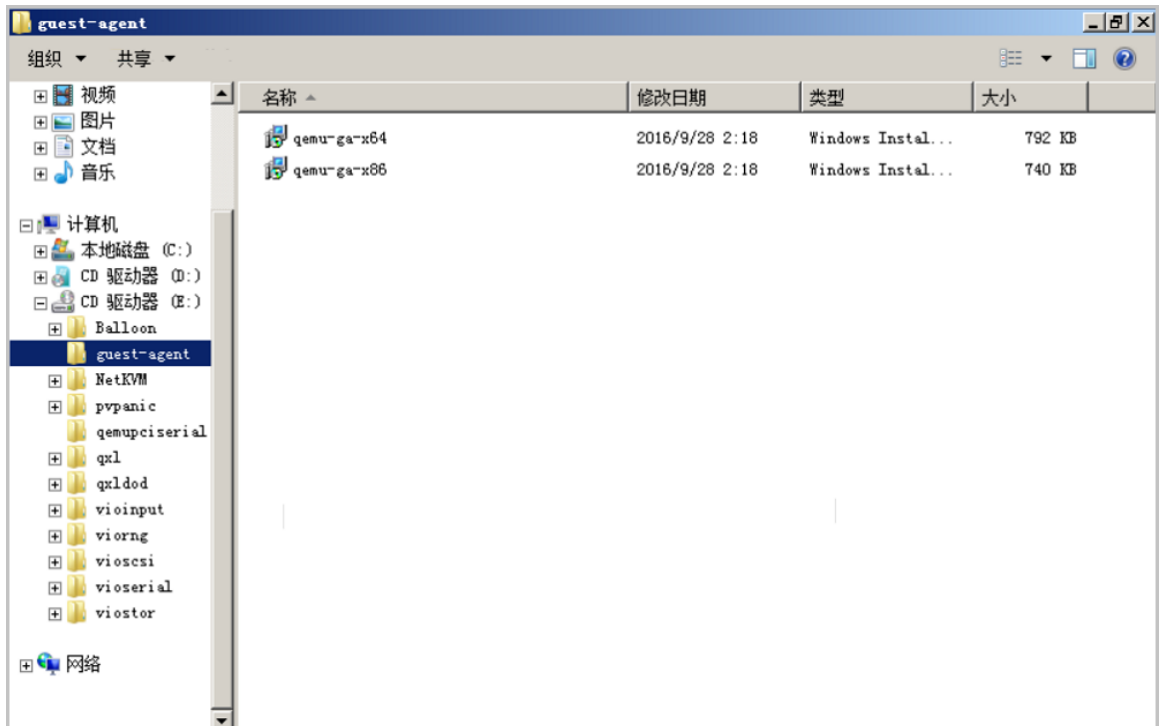 guest-agent
组织 共享
视频
图片
文档
音乐
计算机
本地磁盘 (C:)
CD 驱动器 (D:)
CD 驱动器 (E:)
Balloon
guest-agent
NetKVM
pvpanic
qemupciserial
qxl
qxldod
vioinput
viorng
vioscsi
vioserial
viostor
网络
名称 修改日期 类型 大小
qemu-ga-x64 2016/9/28 2:18 Windows Instal... 792 KB
qemu-ga-x86 2016/9/28 2:18 Windows Instal... 740 KB